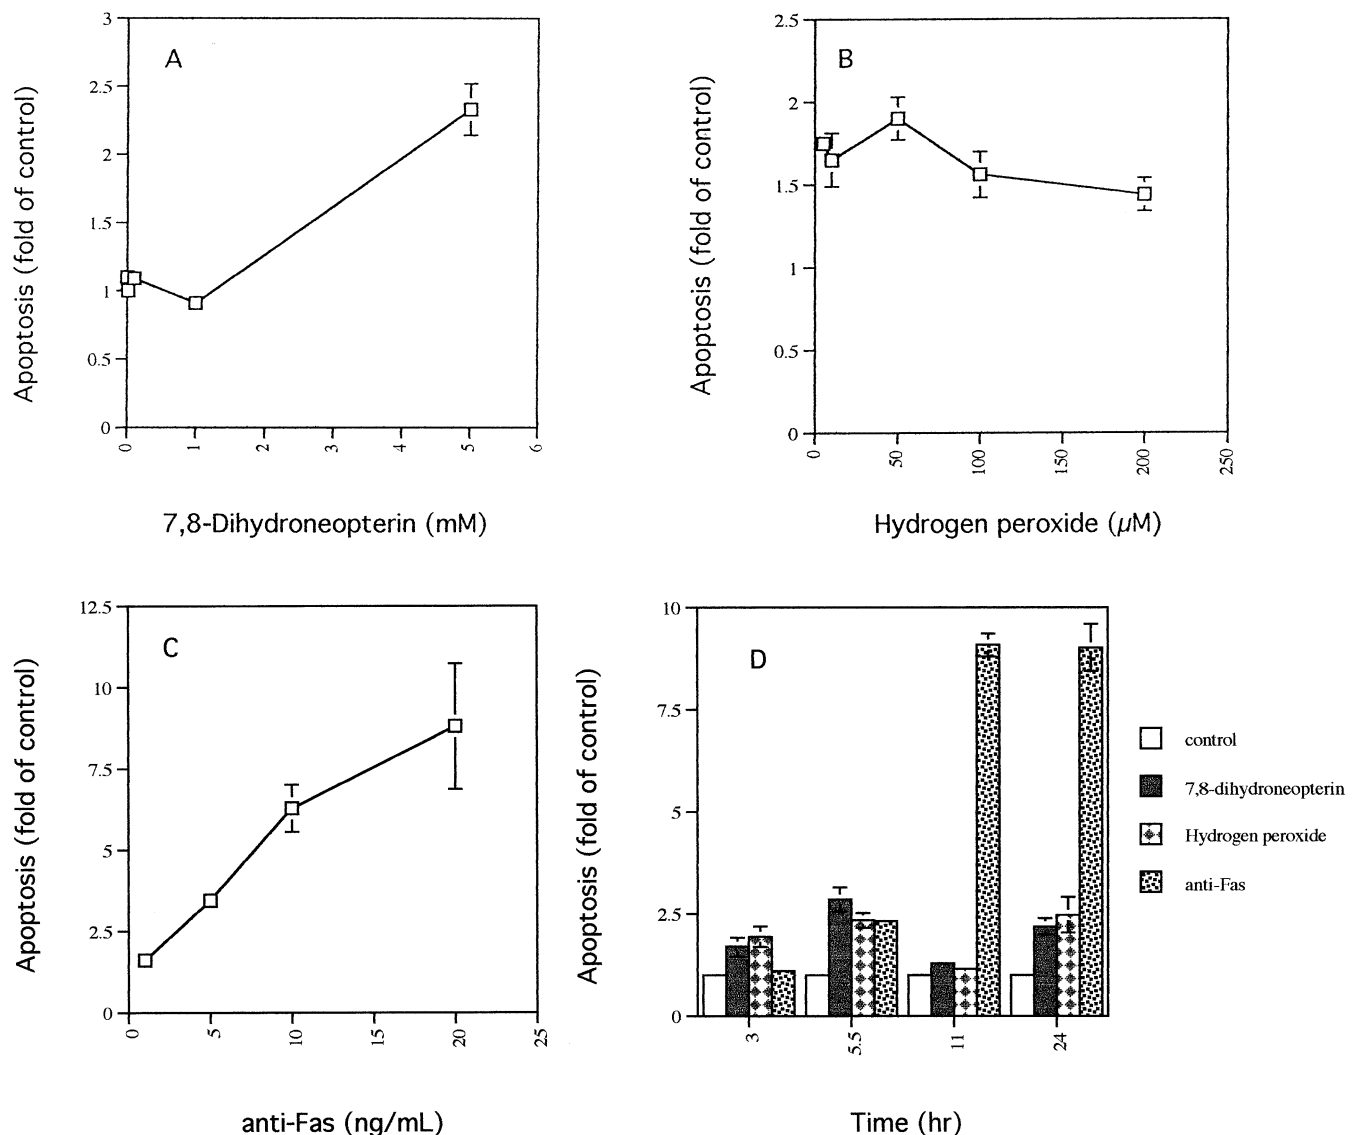 A
Apoptosis (fold of control)
3
2.5
2
1.5
1
0.5
0
0 1 2 3 4 5 6
7,8-Dihydroneopterin (mM)
B
Apoptosis (fold of control)
2.5
2
1.5
1
0.5
0
0 50 100 150 200 250
Hydrogen peroxide (µM)
C
Apoptosis (fold of control)
12.5
10
7.5
5
2.5
0
0 5 10 15 20 25
anti-Fas (ng/mL)
D
Apoptosis (fold of control)
10
7.5
5
2.5
0
3 5.5 11 24
Time (hr)
control
7,8-dihydroneopterin
Hydrogen peroxide
anti-Fas